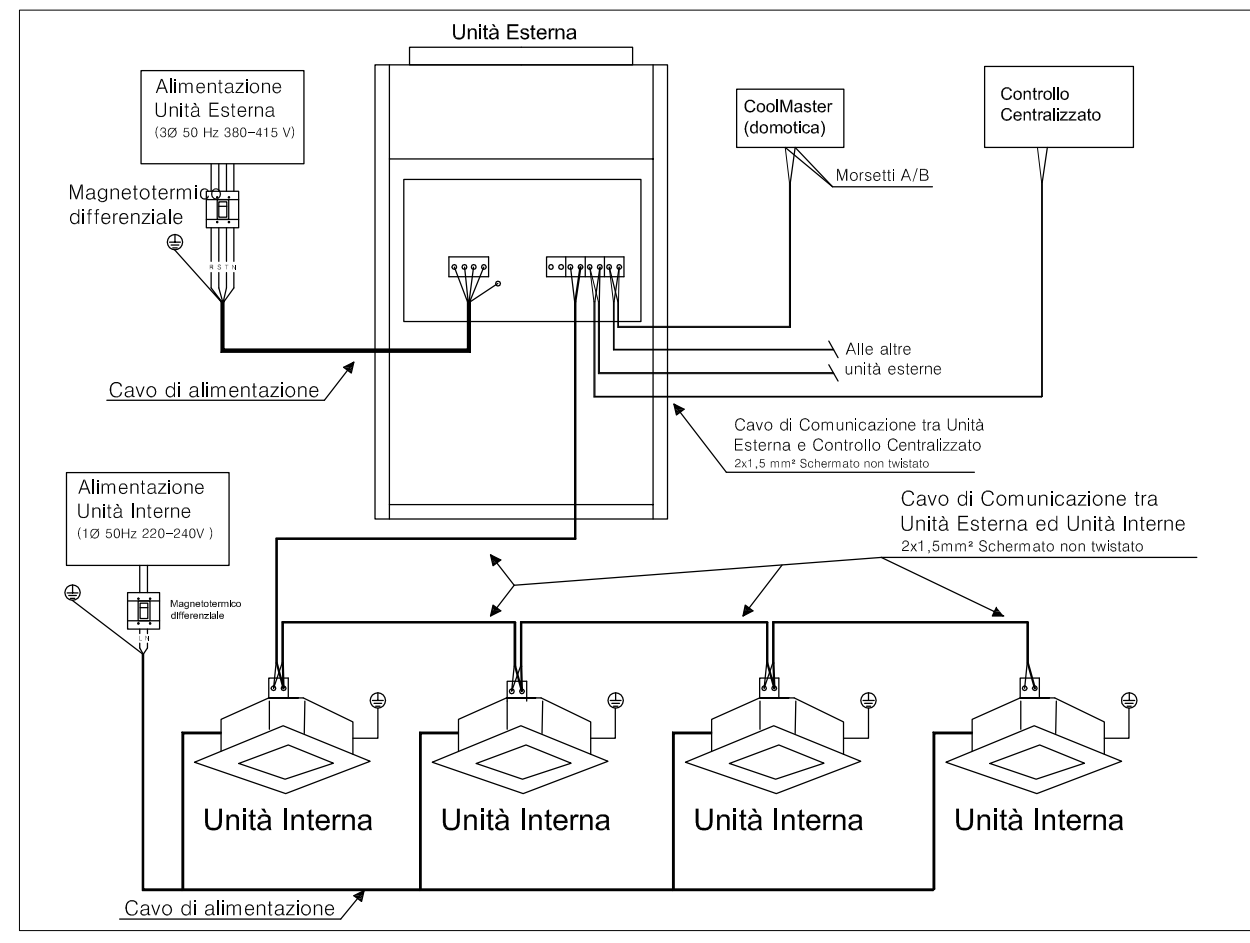 Unità Esterna
Alimentazione
Unità Esterna
(3Ø 50 Hz 380–415 V)
Magnetotermico
differenziale
R S T N
CoolMaster
(domotica)
Morsetti A/B
Controllo
Centralizzato
Alle altre
unità esterne
Cavo di alimentazione
Cavo di Comunicazione tra Unità
Esterna e Controllo Centralizzato
2x1,5 mm² Schermato non twistato
Alimentazione
Unità Interne
(1Ø 50Hz 220–240V )
Cavo di Comunicazione tra
Unità Esterna ed Unità Interne
2x1,5mm² Schermato non twistato
Magnetotermico
differenziale
L N
Unità Interna
Unità Interna
Unità Interna
Unità Interna
Cavo di alimentazione